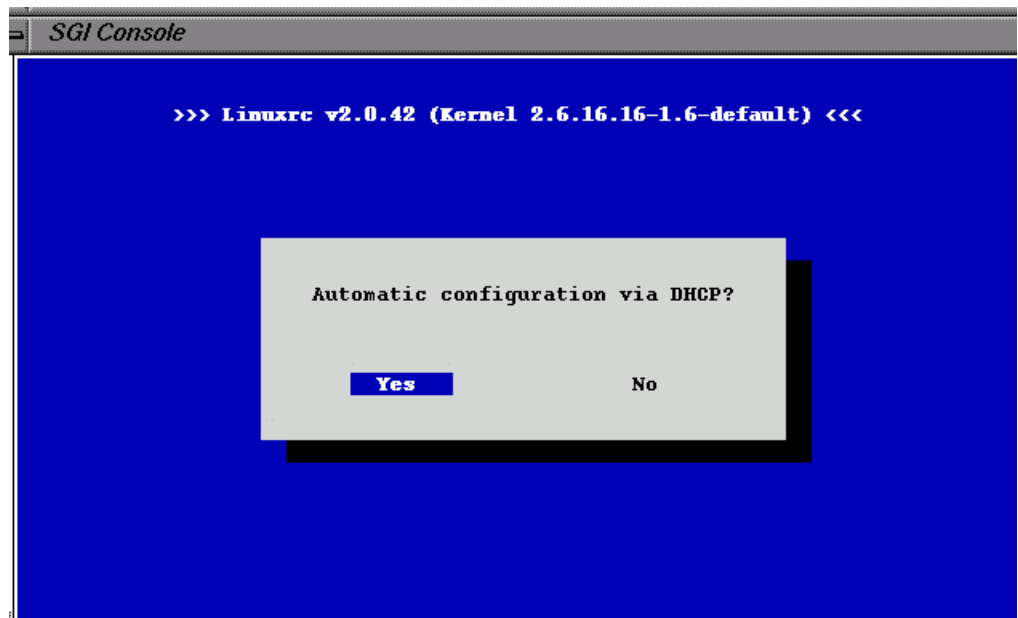 SGI Console
>>> Linuxrc v2.0.42 (Kernel 2.6.16.16-1.6-default) <<<
Automatic configuration via DHCP?
Yes No